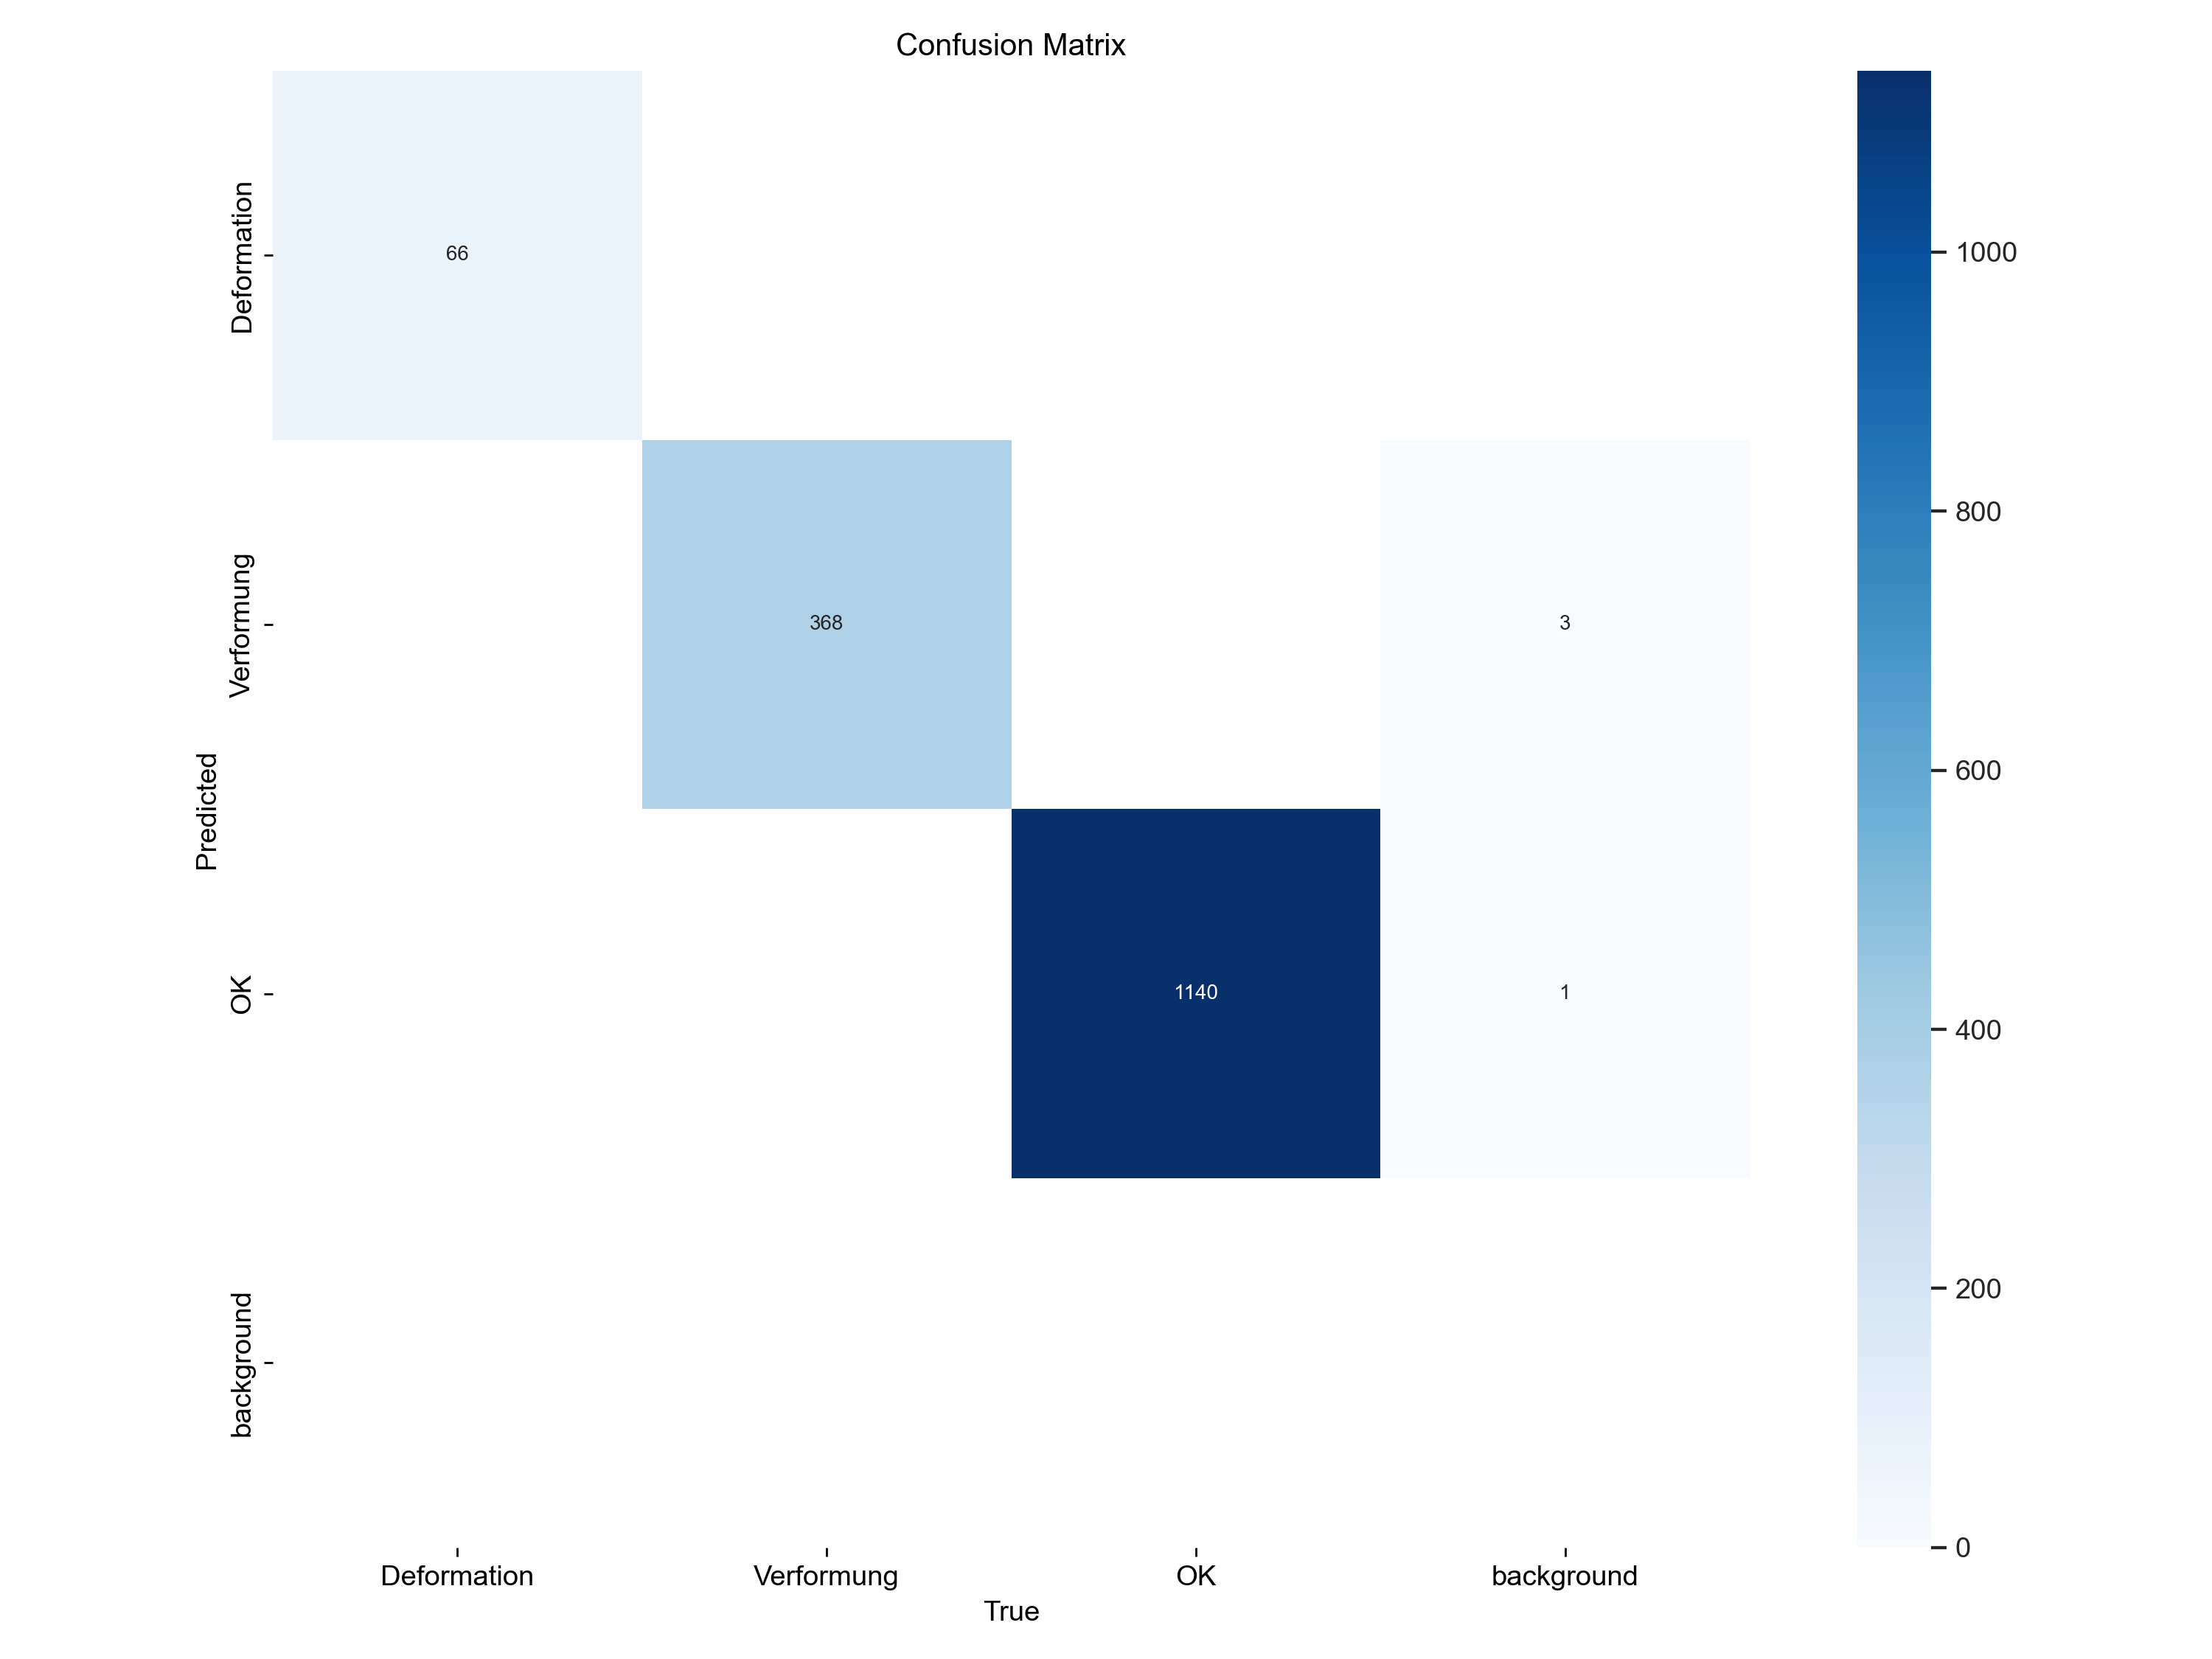 Confusion Matrix
Deformation
66
Verformung
368
3
Predicted
OK
1140
1
background
Deformation
Verformung
OK
background
True
1000
800
600
400
200
0